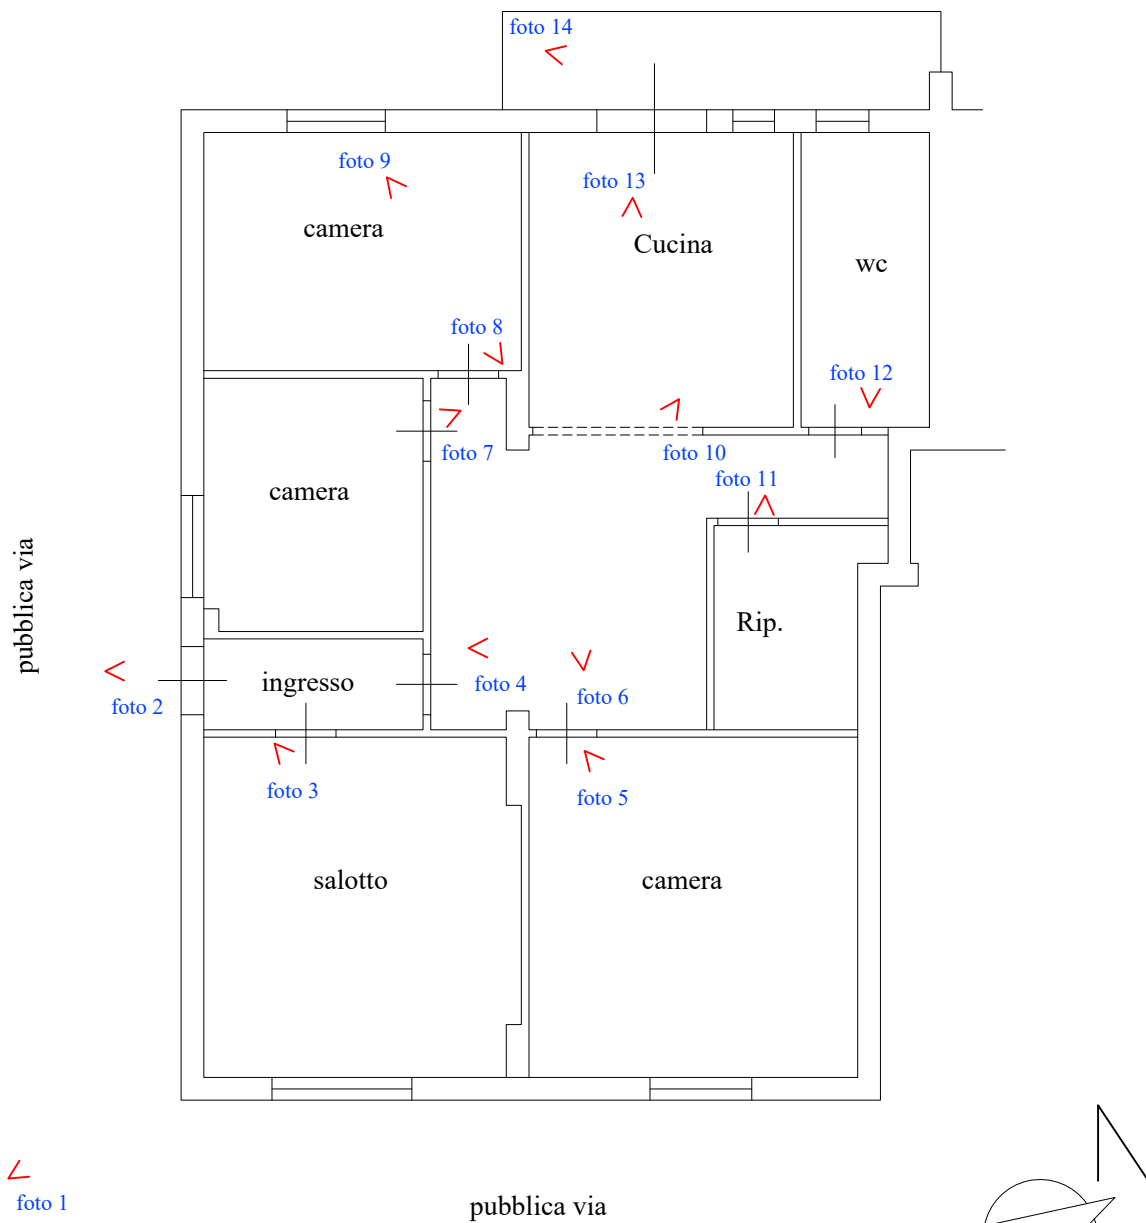 foto 14
foto 9
foto 13
camera
Cucina
wc
foto 8
foto 12
foto 7
foto 10
foto 11
camera
pubblica via
Rip.
ingresso
foto 4
foto 6
foto 2
foto 3
foto 5
salotto
camera
foto 1
pubblica via